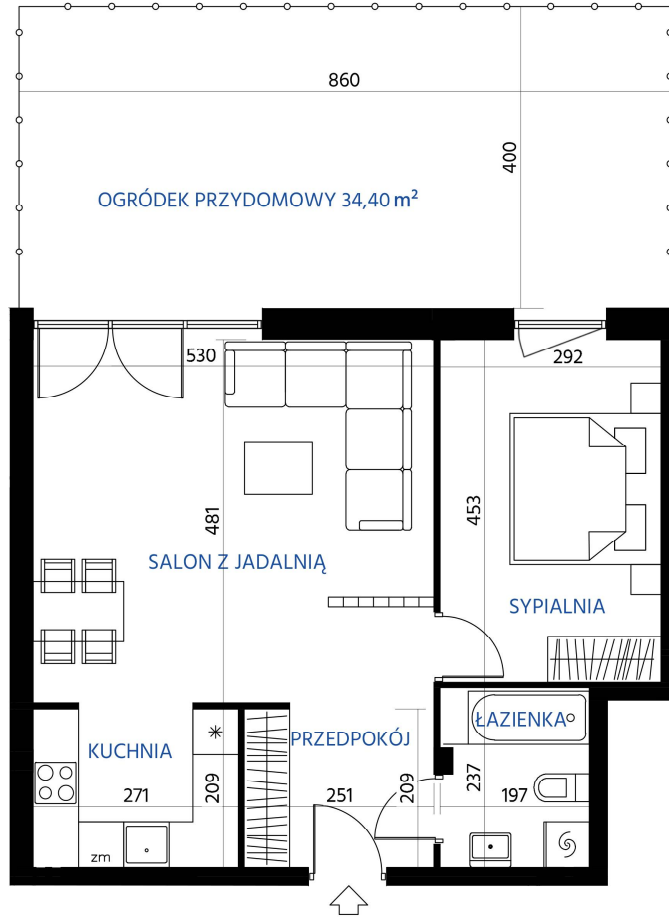 860
400
OGRÓDEK PRZYDOMOWY 34,40 m²
530
292
481
453
SALON Z JADALNIĄ
SYPIALNIA
ŁAZIENKA
PRZEDPOKÓJ
KUCHNIA
271
209
251
209
237
197
zm